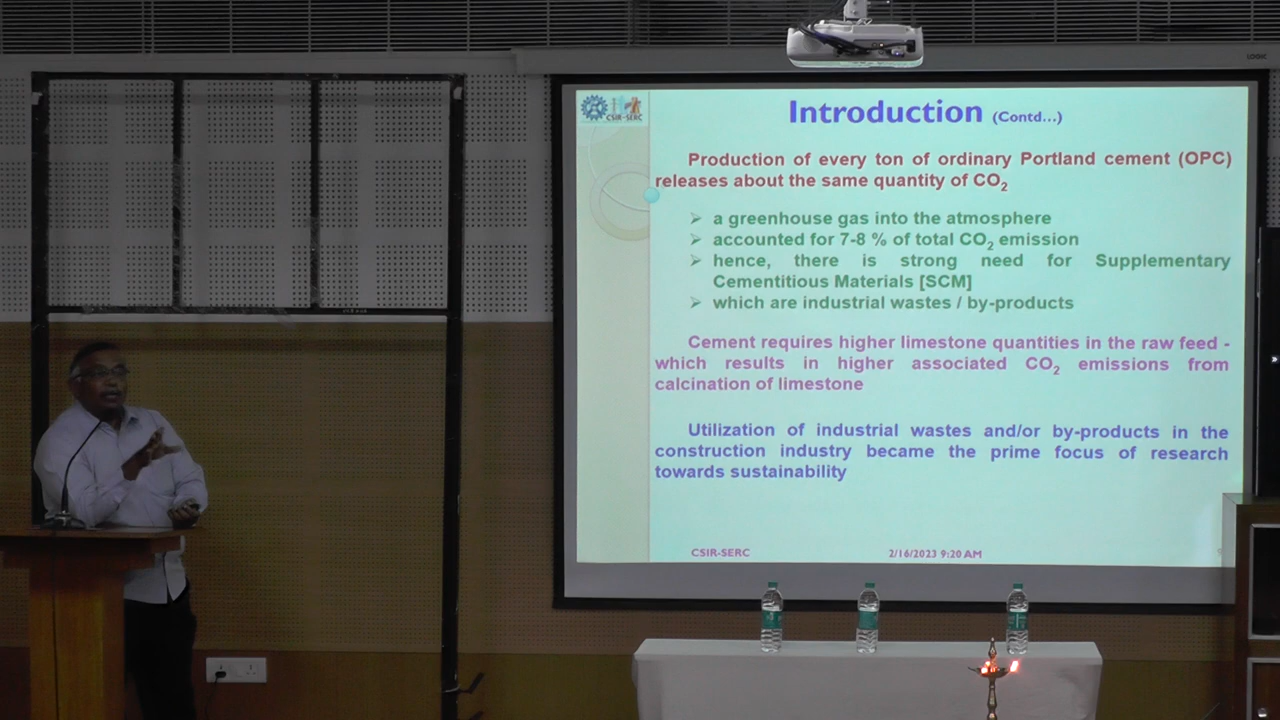 LOGIC
CSIR-SERC
Introduction (Contd...)
Production of every ton of ordinary Portland cement (OPC)
releases about the same quantity of CO2
a greenhouse gas into the atmosphere
accounted for 7-8 % of total CO2 emission
hence, there is strong need for Supplementary
Cementitious Materials [SCM]
which are industrial wastes / by-products
Cement requires higher limestone quantities in the raw feed -
which results in higher associated CO2 emissions from
calcination of limestone
Utilization of industrial wastes and/or by-products in the
construction industry became the prime focus of research
towards sustainability
CSIR-SERC 2/16/2023 9:20 AM